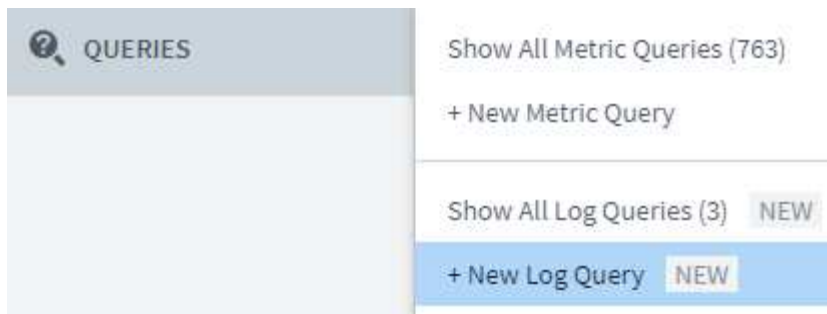 QUERIES
Show All Metric Queries (763)
+ New Metric Query
Show All Log Queries (3) NEW
+ New Log Query NEW